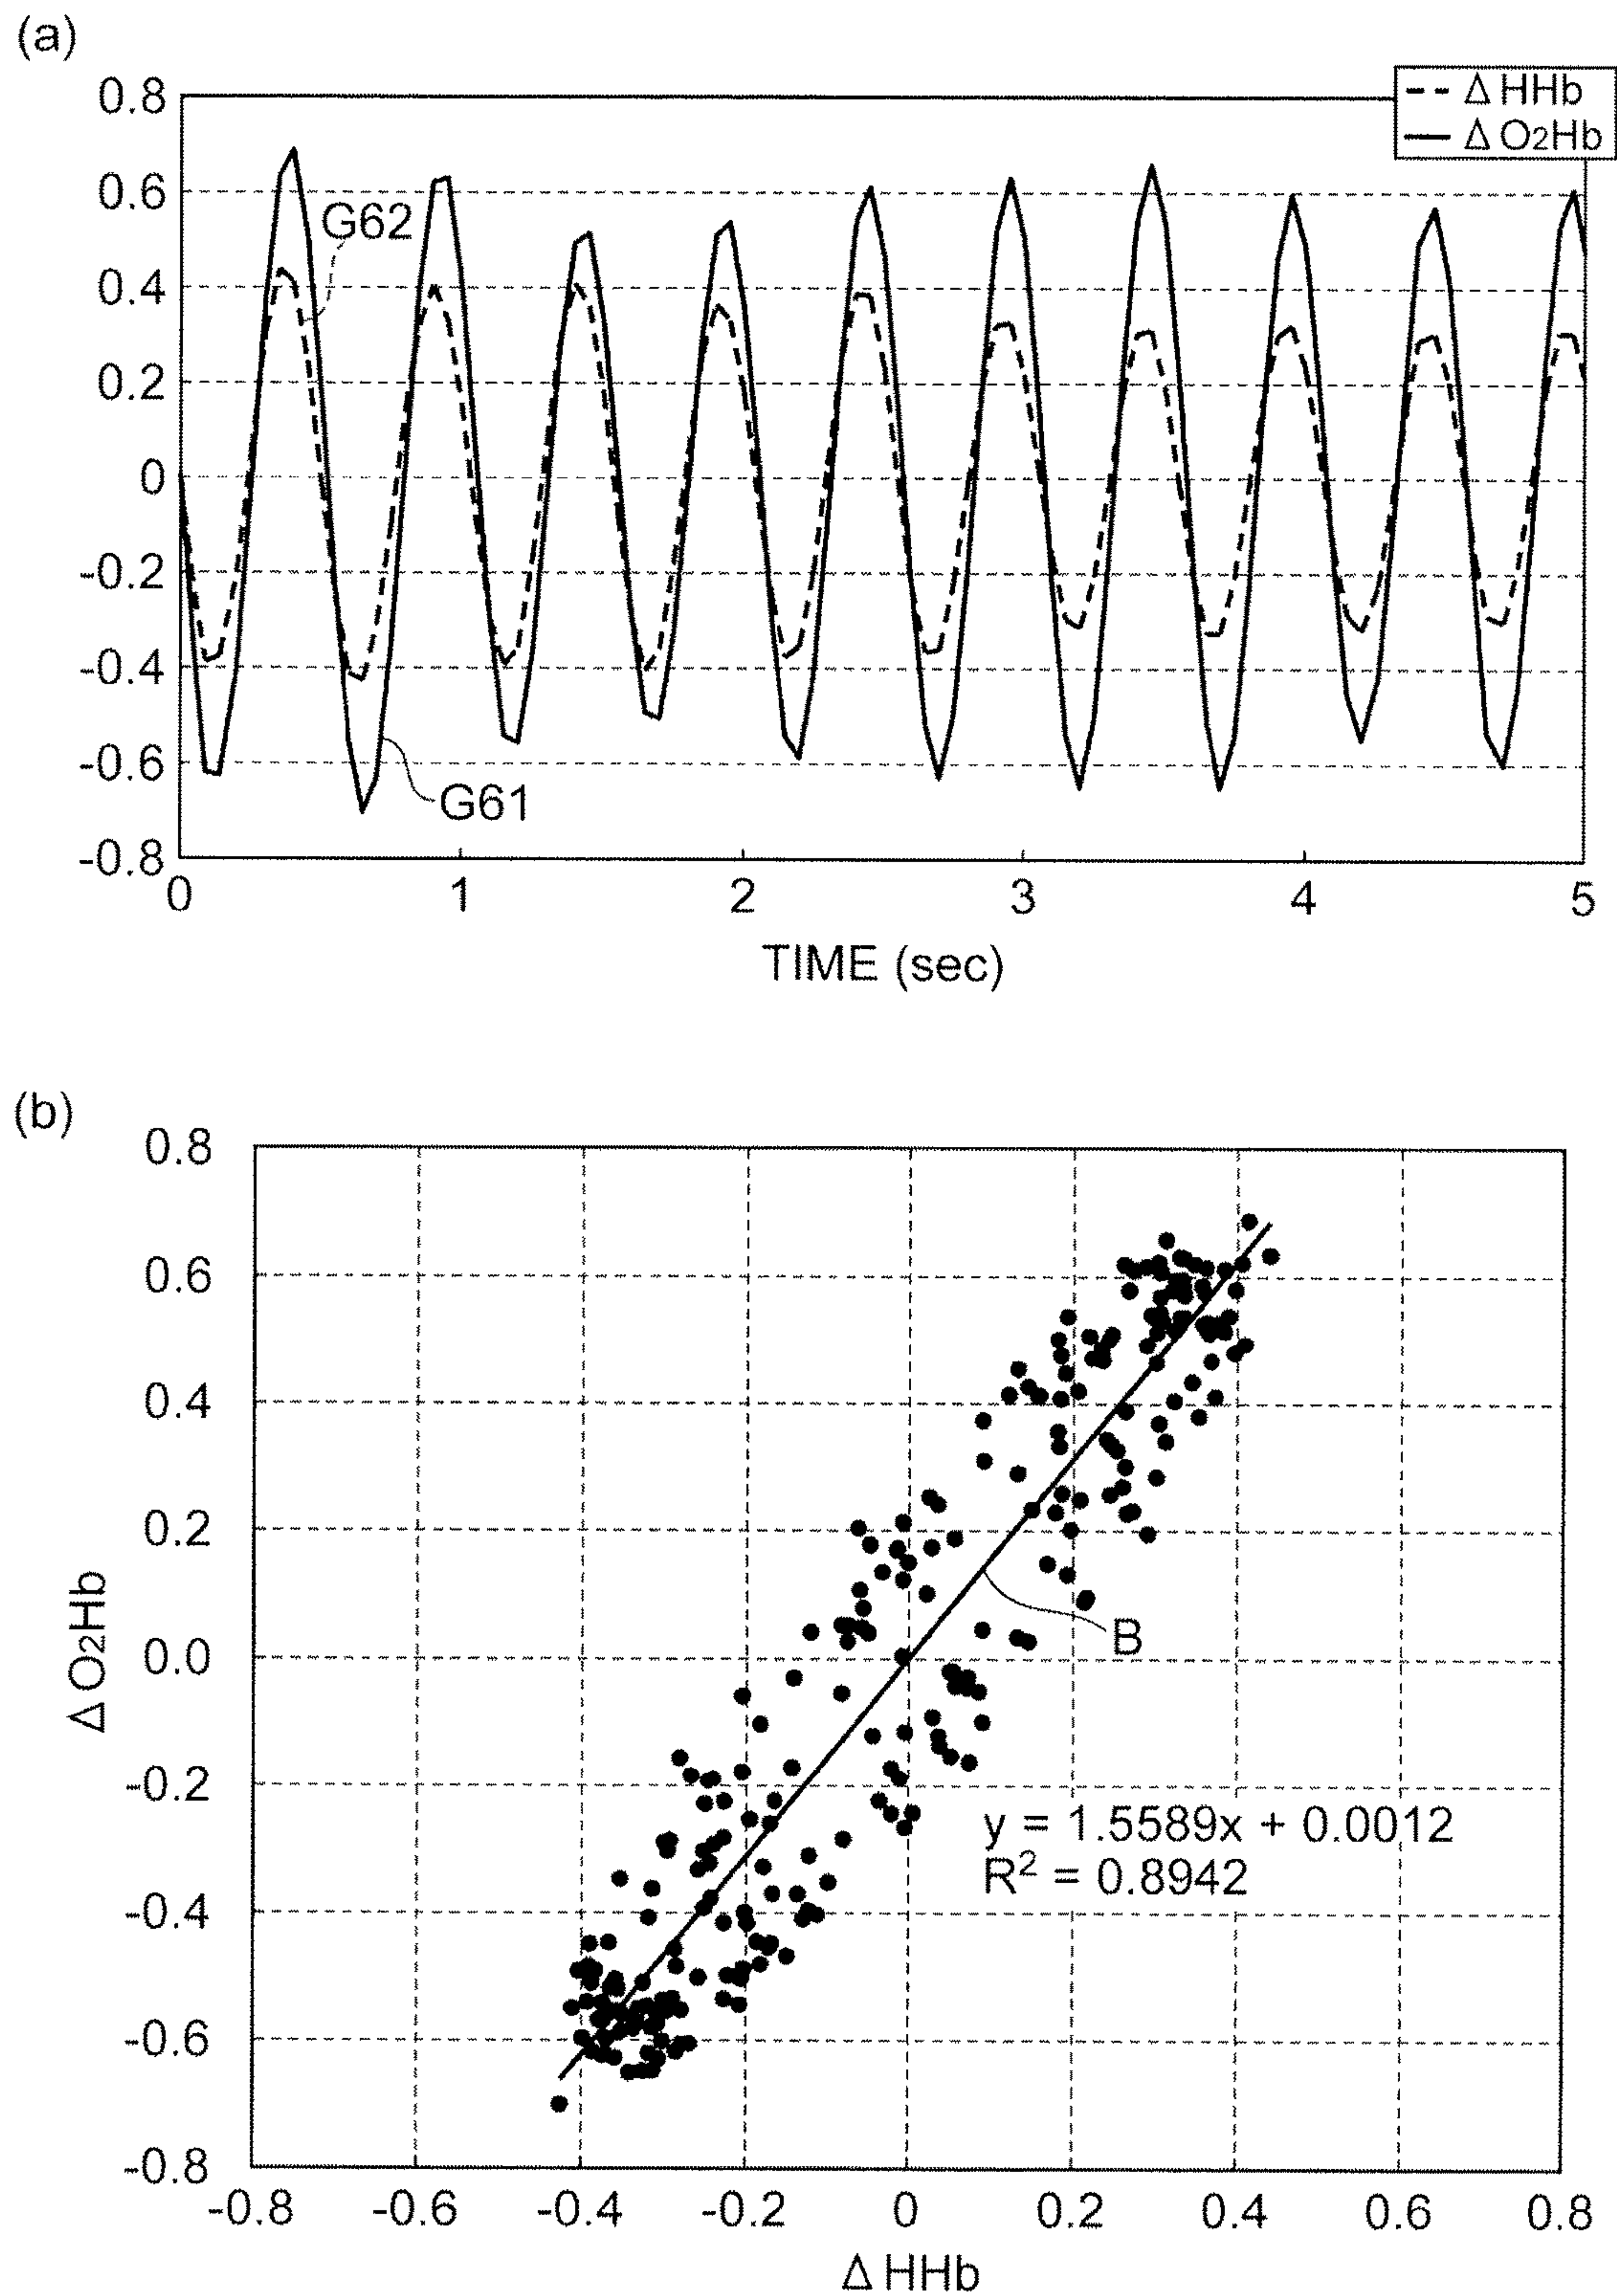 (a)
0.8
0.6
0.4
0.2
0
-0.2
-0.4
-0.6
-0.8
Δ HHb
Δ O2Hb
G62
G61
0 1 2 3 4 5
TIME (sec)
(b)
0.8
0.6
0.4
0.2
0.0
-0.2
-0.4
-0.6
-0.8
Δ O2Hb
B
y = 1.5589x + 0.0012
R² = 0.8942
-0.8 -0.6 -0.4 -0.2 0 0.2 0.4 0.6 0.8
Δ HHb